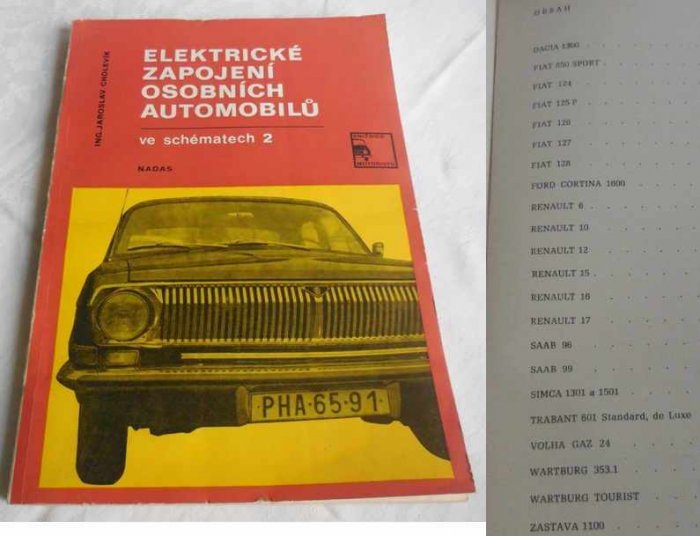 ING. JAROSLAV CHOLEVÍK
ELEKTRICKÉ
ZAPOJENÍ
OSOBNÍCH
AUTOMOBILŮ
ve schématech 2
KNIŽNICE
MOTORISTU
NADAS
PHA·65-91
OBSAH
DACIA 1300 . . . .
FIAT 850 SPORT . . . .
FIAT 124 . . . .
FIAT 125 P . . . .
FIAT 126 . . . .
FIAT 127 . . . .
FIAT 128 . . . .
FORD CORTINA 1600 . . .
RENAULT 6 . . . .
RENAULT 10 . . . .
RENAULT 12 . . . .
RENAULT 15 . . . .
RENAULT 16 . . . .
RENAULT 17 . . . .
SAAB 96 . . . .
SAAB 99 . . . .
SIMCA 1301 a 1501 . . . .
TRABANT 601 Standard, de Luxe
VOLHA GAZ 24 . . . .
WARTBURG 353.1 . . . .
WARTBURG TOURIST . . .
ZASTAVA 1100 . . . .